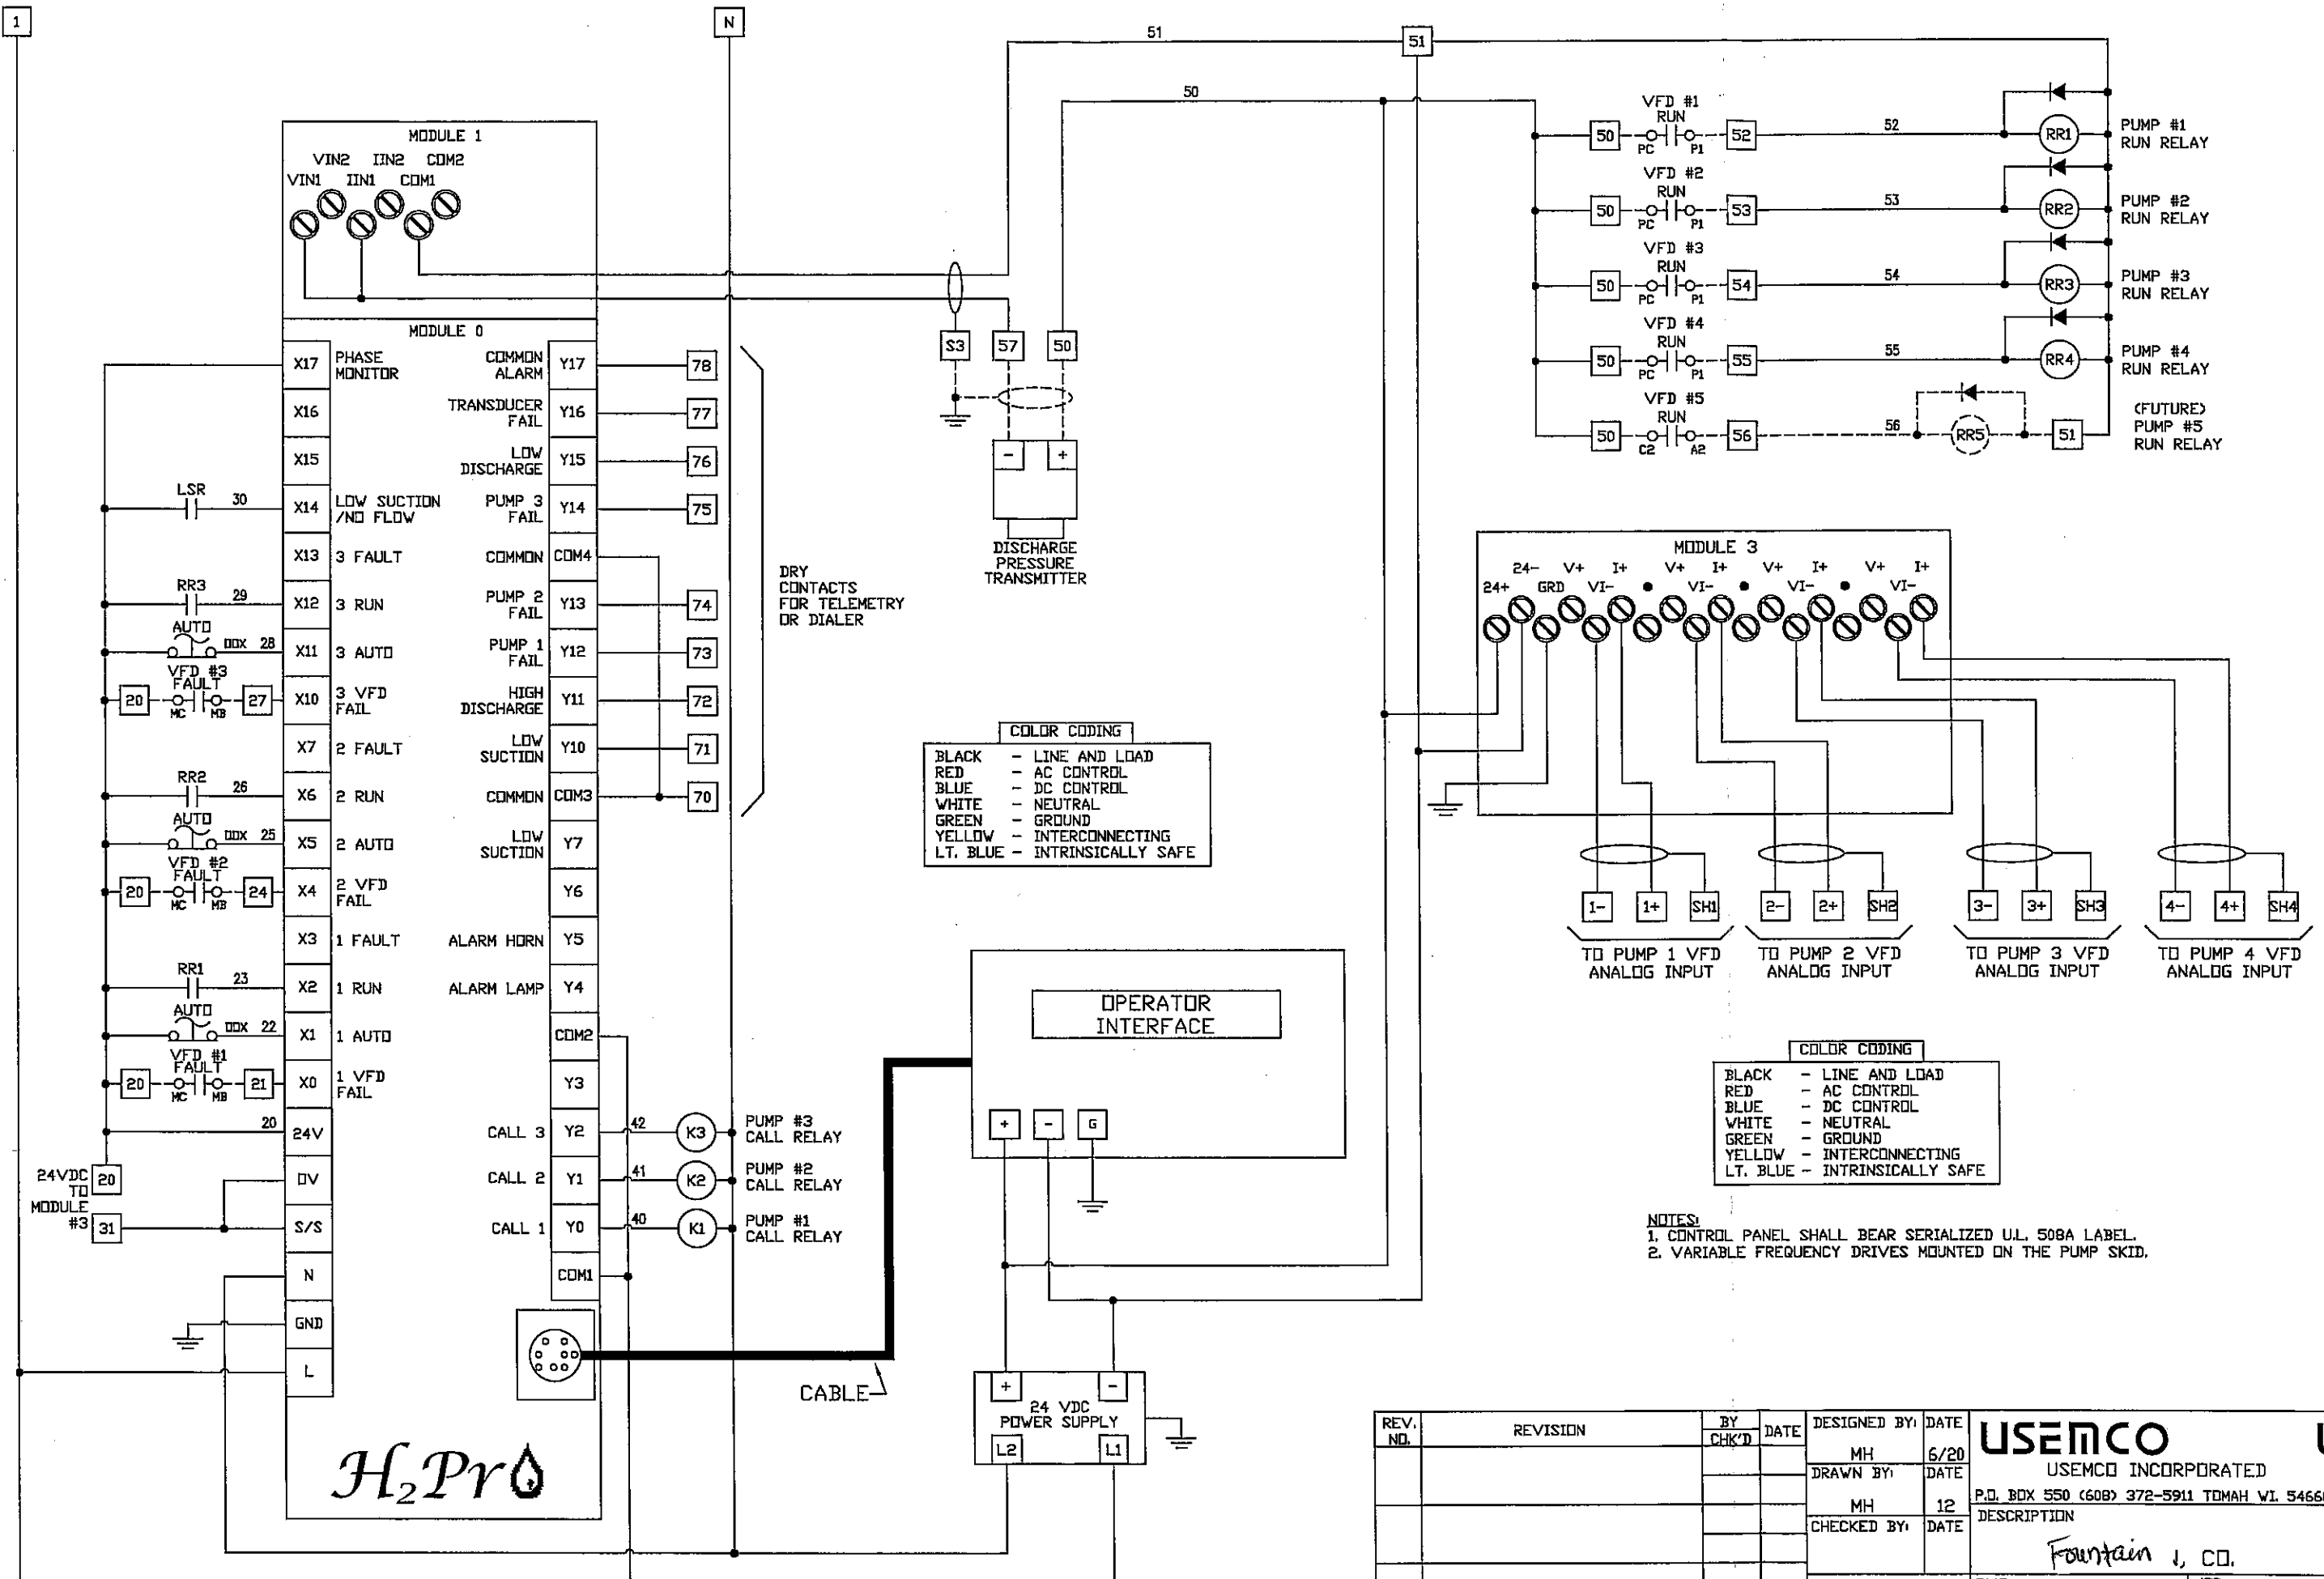 1
N
51
51
50
MODULE 1
VIN2 IIN2 COM2
VIN1 IIN1 COM1
MODULE 0
X17 PHASE MONITOR
X16
X15
LSR 30 X14 LOW SUCTION /NO FLOW
X13 3 FAULT
RR3 29 X12 3 RUN
AUTO OOX 28 X11 3 AUTO
VFD #3 FAULT
20 MC MB 27 X10 3 VFD FAIL
X7 2 FAULT
RR2 26 X6 2 RUN
AUTO OOX 25 X5 2 AUTO
VFD #2 FAULT
20 MC MB 24 X4 2 VFD FAIL
X3 1 FAULT
RR1 23 X2 1 RUN
AUTO OOX 22 X1 1 AUTO
VFD #1 FAULT
20 MC MB 21 X0 1 VFD FAIL
20 24V
24VDC TO MODULE #3
20
31
0V
S/S
N
GND
L
COMMON ALARM Y17 78
TRANSDUCER FAIL Y16 77
LOW DISCHARGE Y15 76
PUMP 3 FAIL Y14 75
COMMON COM4
PUMP 2 FAIL Y13 74
PUMP 1 FAIL Y12 73
HIGH DISCHARGE Y11 72
LOW SUCTION Y10 71
COMMON COM3 70
LOW SUCTION Y7
Y6
ALARM HORN Y5
ALARM LAMP Y4
COM2
Y3
CALL 3 Y2 42 K3 PUMP #3 CALL RELAY
CALL 2 Y1 41 K2 PUMP #2 CALL RELAY
CALL 1 Y0 40 K1 PUMP #1 CALL RELAY
COM1
H2Pro
CABLE
DRY
CONTACTS
FOR TELEMETRY
OR DIALER
S3 57 50
- +
DISCHARGE
PRESSURE
TRANSMITTER
COLOR CODING
BLACK - LINE AND LOAD
RED - AC CONTROL
BLUE - DC CONTROL
WHITE - NEUTRAL
GREEN - GROUND
YELLOW - INTERCONNECTING
LT. BLUE - INTRINSICALLY SAFE
OPERATOR
INTERFACE
+ - G
+ -
24 VDC
POWER SUPPLY
L2 L1
VFD #1
RUN
50 PC P1 52 52 RR1 PUMP #1 RUN RELAY
VFD #2
RUN
50 PC P1 53 53 RR2 PUMP #2 RUN RELAY
VFD #3
RUN
50 PC P1 54 54 RR3 PUMP #3 RUN RELAY
VFD #4
RUN
50 PC P1 55 55 RR4 PUMP #4 RUN RELAY
VFD #5
RUN
50 C2 A2 56 56 RR5 51 (FUTURE) PUMP #5 RUN RELAY
MODULE 3
24- V+ I+ V+ I+ V+ I+ V+ I+
24+ GRD VI- VI- VI- VI-
1- 1+ SH1
TO PUMP 1 VFD
ANALOG INPUT
2- 2+ SH2
TO PUMP 2 VFD
ANALOG INPUT
3- 3+ SH3
TO PUMP 3 VFD
ANALOG INPUT
4- 4+ SH4
TO PUMP 4 VFD
ANALOG INPUT
COLOR CODING
BLACK - LINE AND LOAD
RED - AC CONTROL
BLUE - DC CONTROL
WHITE - NEUTRAL
GREEN - GROUND
YELLOW - INTERCONNECTING
LT. BLUE - INTRINSICALLY SAFE
NOTES:
1. CONTROL PANEL SHALL BEAR SERIALIZED U.L. 508A LABEL.
2. VARIABLE FREQUENCY DRIVES MOUNTED ON THE PUMP SKID.
REV. NO. REVISION BY CHK'D DATE
DESIGNED BY: DATE
MH 6/20
DRAWN BY: DATE
MH 12
CHECKED BY: DATE
USEMCO
USEMCO INCORPORATED
P.O. BOX 550 (608) 372-5911 TOMAH WI.
DESCRIPTION
Fountain CO.